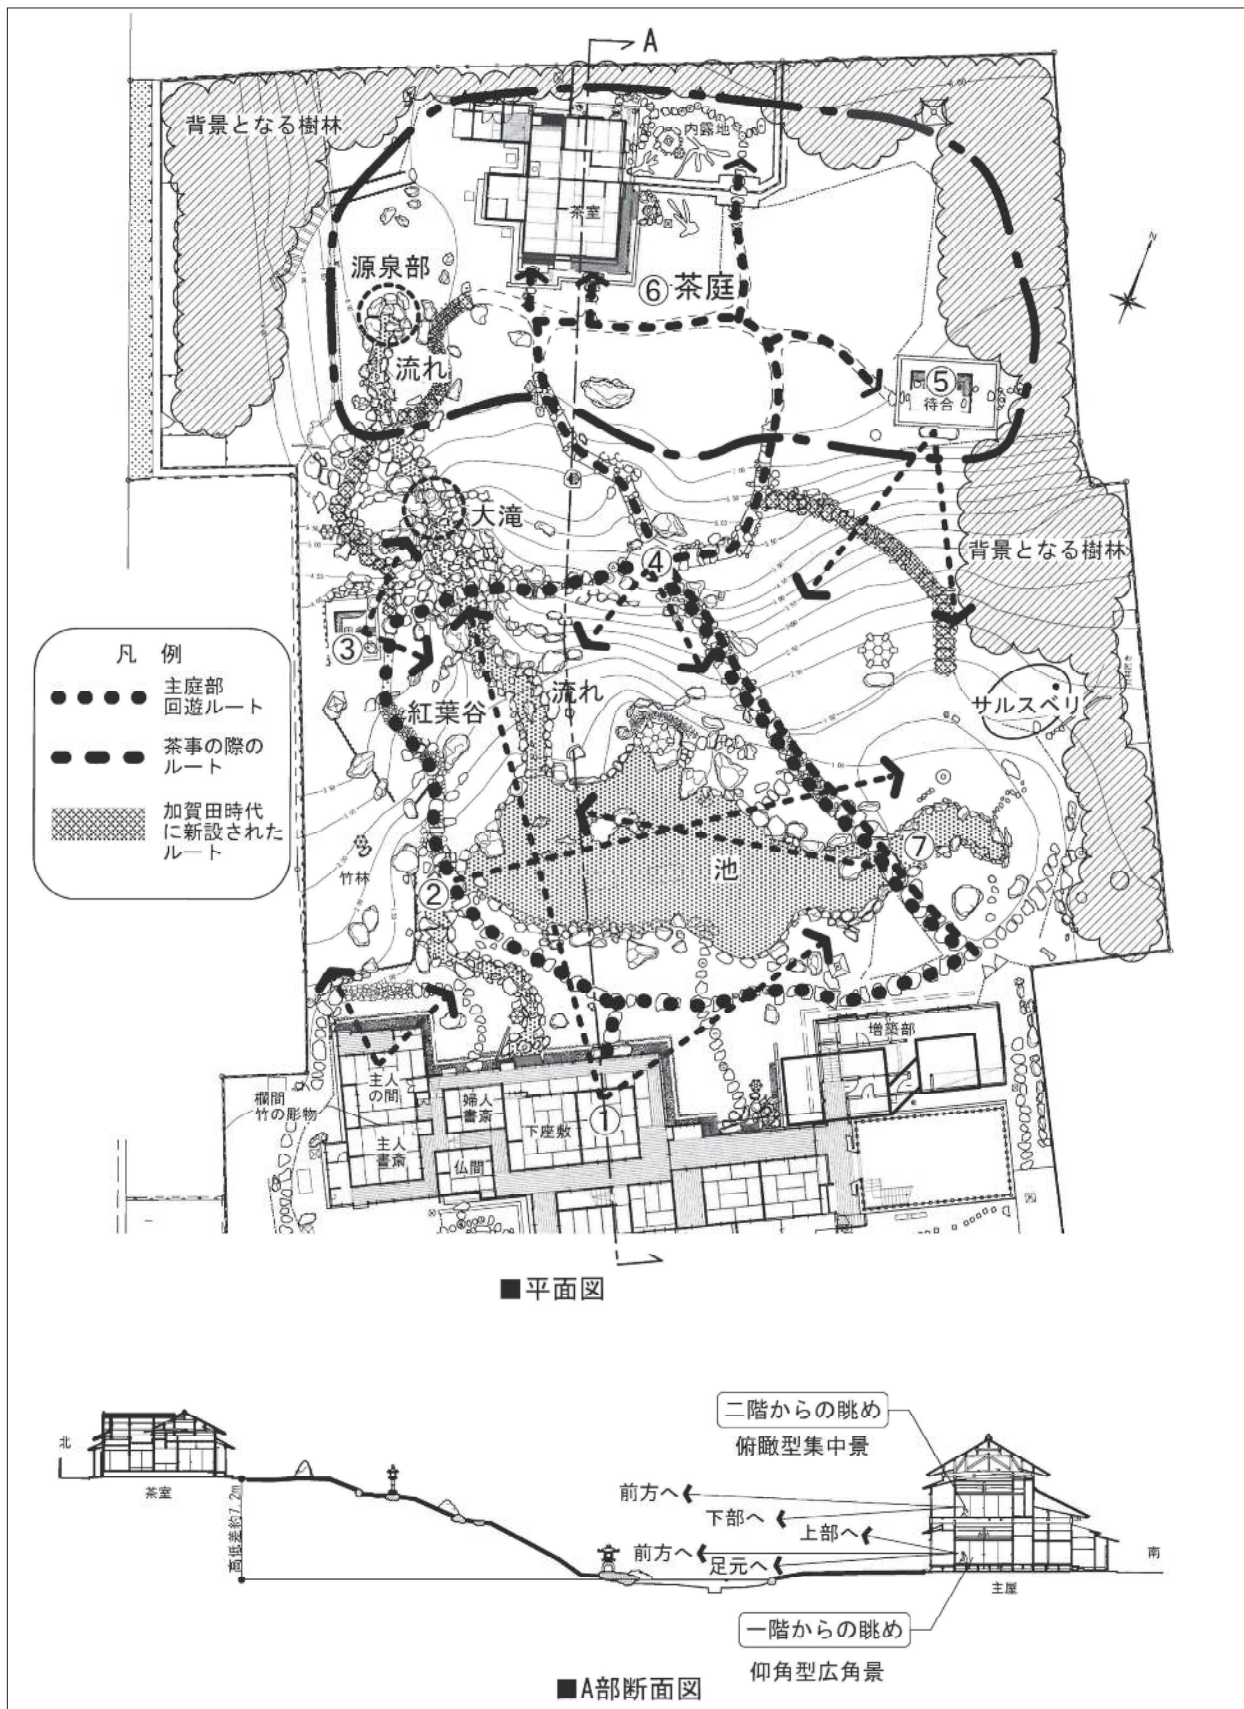 A
背景となる樹林
内露地
茶室
N
源泉部
⑥茶庭
流れ
⑤
待合
大滝
背景となる樹林
④
③
凡 例
主庭部
回遊ルート
茶事の際の
ルート
加賀田時代
に新設された
ルート
流れ
紅葉谷
サルスベリ
⑦
池
竹林
②
増築部
主人
の間
欄間
竹の彫物
婦人
書斎
下座敷
①
主人
書斎
仏間
■平面図
二階からの眺め
俯瞰型集中景
北
茶室
高低差約7.2m
前方へ
下部へ
上部へ
前方へ
足元へ
南
主屋
一階からの眺め
仰角型広角景
■A部断面図